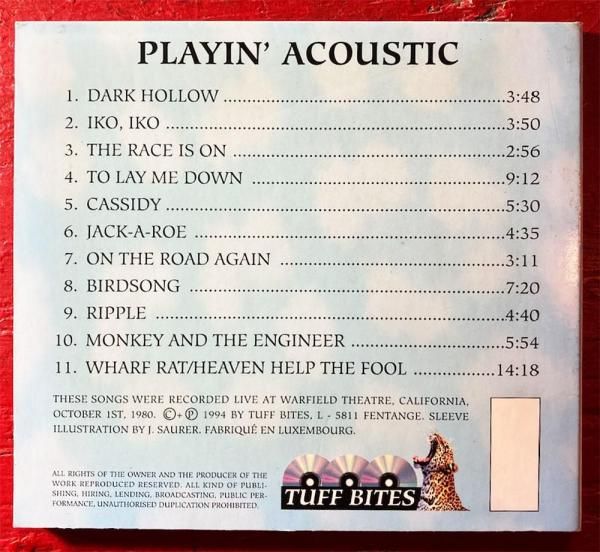 PLAYIN' ACOUSTIC
1. DARK HOLLOW ........................................................3:48
2. IKO, IKO ........................................................3:50
3. THE RACE IS ON ........................................................2:56
4. TO LAY ME DOWN ........................................................9:12
5. CASSIDY ........................................................5:30
6. JACK-A-ROE ........................................................4:35
7. ON THE ROAD AGAIN ........................................................3:11
8. BIRDSONG ........................................................7:20
9. RIPPLE ........................................................4:40
10. MONKEY AND THE ENGINEER ................................5:54
11. WHARF RAT/HEAVEN HELP THE FOOL ................14:18
THESE SONGS WERE RECORDED LIVE AT WARFIELD THEATRE, CALIFORNIA,
OCTOBER 1ST, 1980. ©+℗ 1994 BY TUFF BITES, L - 5811 FENTANGE. SLEEVE
ILLUSTRATION BY J. SAURER. FABRIQUÉ EN LUXEMBOURG.
ALL RIGHTS OF THE OWNER AND THE PRODUCER OF THE
WORK REPRODUCED RESERVED. ALL KIND OF PUBLI-
SHING, HIRING, LENDING, BROADCASTING, PUBLIC PER-
FORMANCE, UNAUTHORISED DUPLICATION PROHIBITED.
TUFF BITES